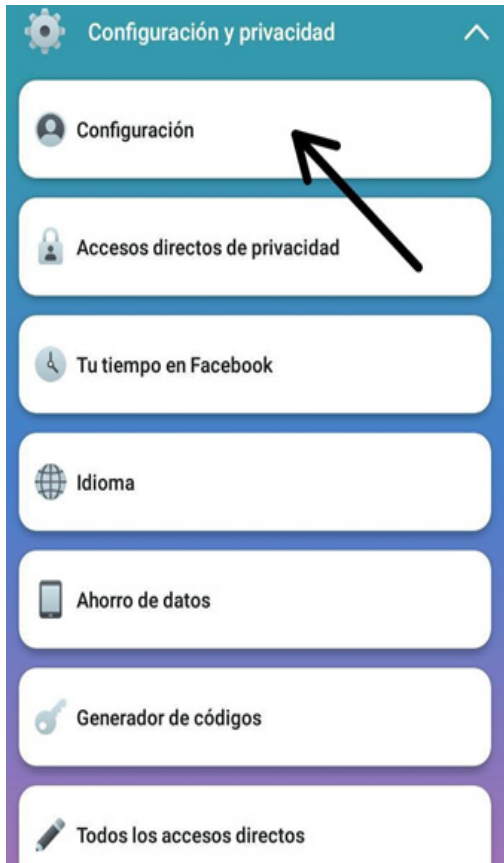 Configuración y privacidad
Configuración
Accesos directos de privacidad
Tu tiempo en Facebook
Idioma
Ahorro de datos
Generador de códigos
Todos los accesos directos